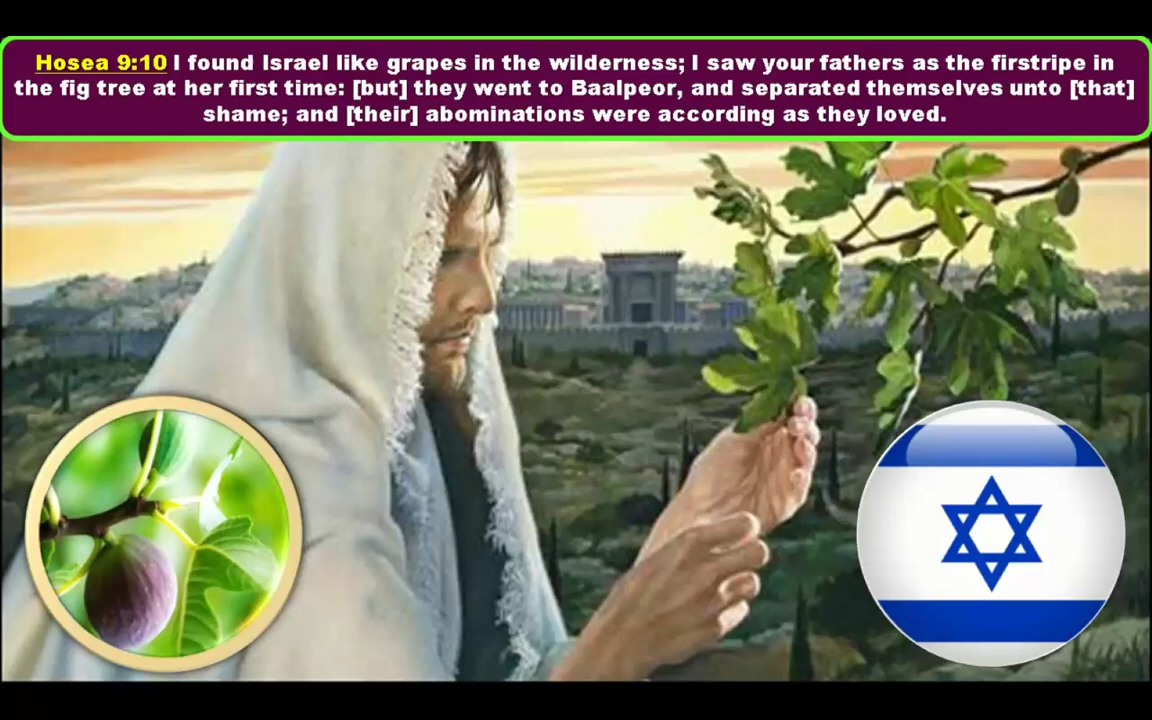 Hosea 9:10 I found Israel like grapes in the wilderness; I saw your fathers as the firstripe in
the fig tree at her first time: [but] they went to Baalpeor, and separated themselves unto [that]
shame; and [their] abominations were according as they loved.